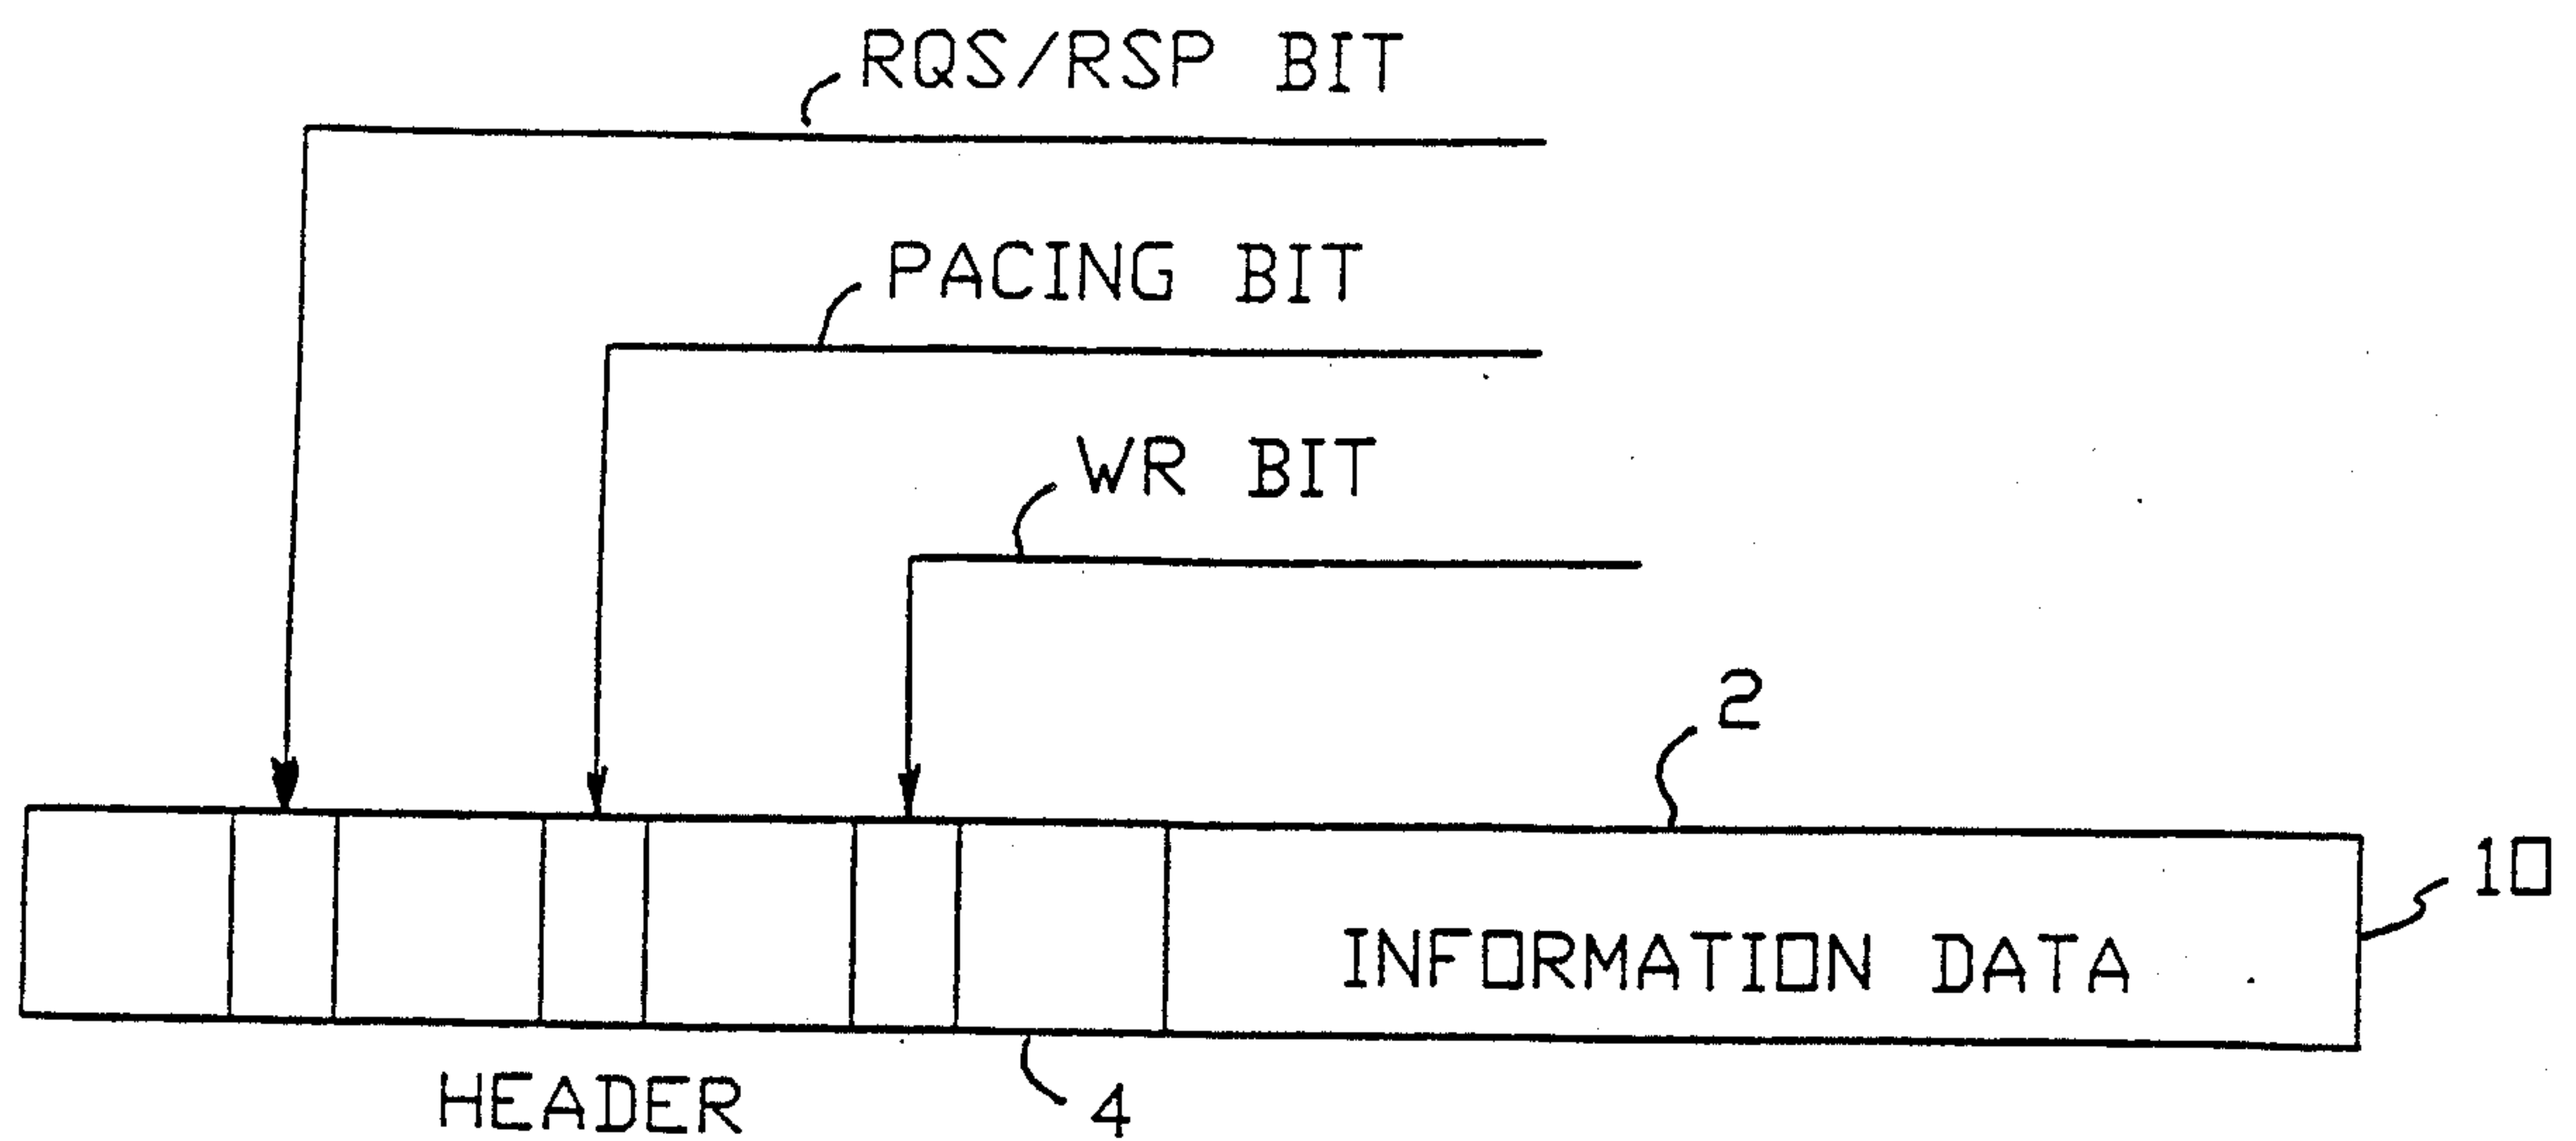 RQS/RSP BIT
PACING BIT
WR BIT
2
10
INFORMATION DATA
HEADER
4